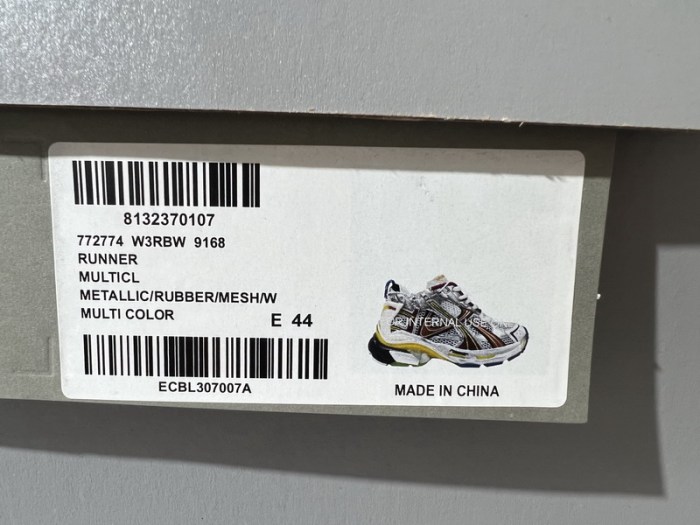 8132370107
772774 W3RBW 9168
RUNNER
MULTICL
METALLIC/RUBBER/MESH/W
MULTI COLOR E 44
INTERNAL USE
ECBL307007A
MADE IN CHINA